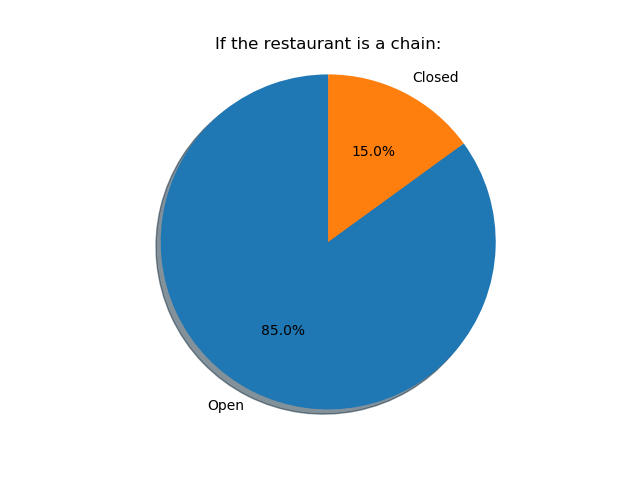 If the restaurant is a chain:
Closed
15.0%
85.0%
Open